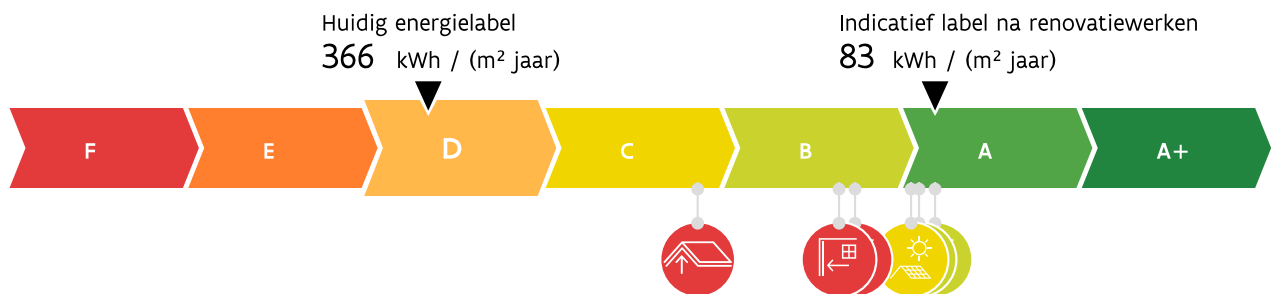 Huidig energielabel
366 kWh / (m² jaar)
Indicatief label na renovatiewerken
83 kWh / (m² jaar)
F E D C B A A+